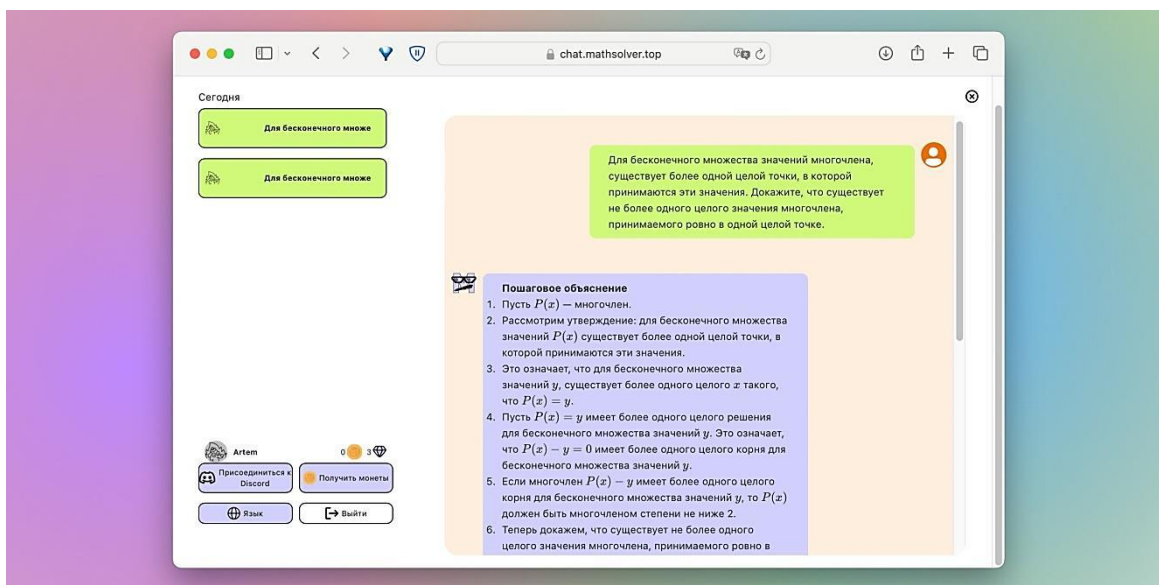 chat.mathsolver.top
Сегодня
Для бесконечного множе
Для бесконечного множе
Для бесконечного множества значений многочлена,
существует более одной целой точки, в которой
принимаются эти значения. Докажите, что существует
не более одного целого значения многочлена,
принимаемого ровно в одной целой точке.
Пошаговое объяснение
1. Пусть P(x) — многочлен.
2. Рассмотрим утверждение: для бесконечного множества
значений P(x) существует более одной целой точки, в
которой принимаются эти значения.
3. Это означает, что для бесконечного множества
значений y, существует более одного целого x такого,
что P(x) = y.
4. Пусть P(x) = y имеет более одного целого решения
для бесконечного множества значений y. Это означает,
что P(x) − y = 0 имеет более одного целого корня для
бесконечного множества значений y.
5. Если многочлен P(x) − y имеет более одного целого
корня для бесконечного множества значений y, то P(x)
должен быть многочленом степени не ниже 2.
6. Теперь докажем, что существует не более одного
целого значения многочлена, принимаемого ровно в
Artem
0 3
Присоединиться к
Discord
Получить монеты
Язык
Выйти